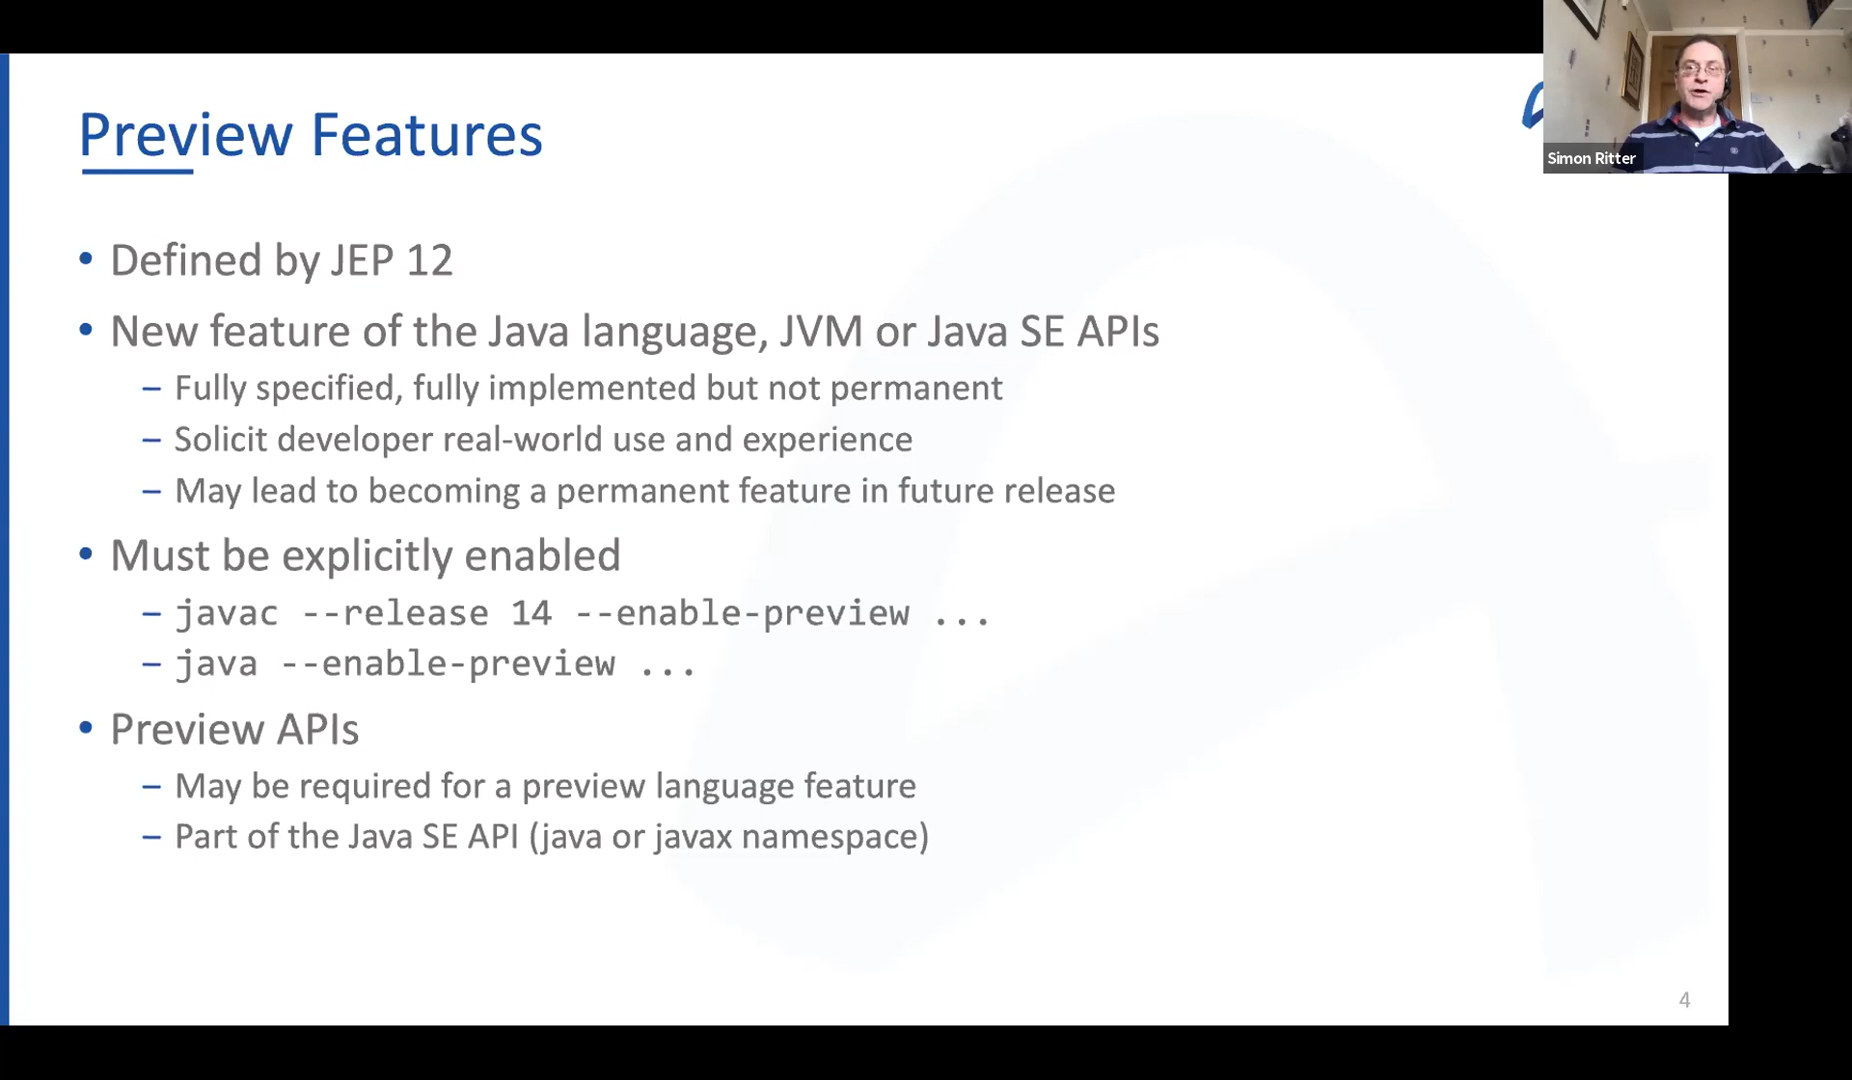 Preview Features
Simon Ritter
• Defined by JEP 12
• New feature of the Java language, JVM or Java SE APIs
– Fully specified, fully implemented but not permanent
– Solicit developer real-world use and experience
– May lead to becoming a permanent feature in future release
• Must be explicitly enabled
– javac --release 14 --enable-preview ...
– java --enable-preview ...
• Preview APIs
– May be required for a preview language feature
– Part of the Java SE API (java or javax namespace)
4